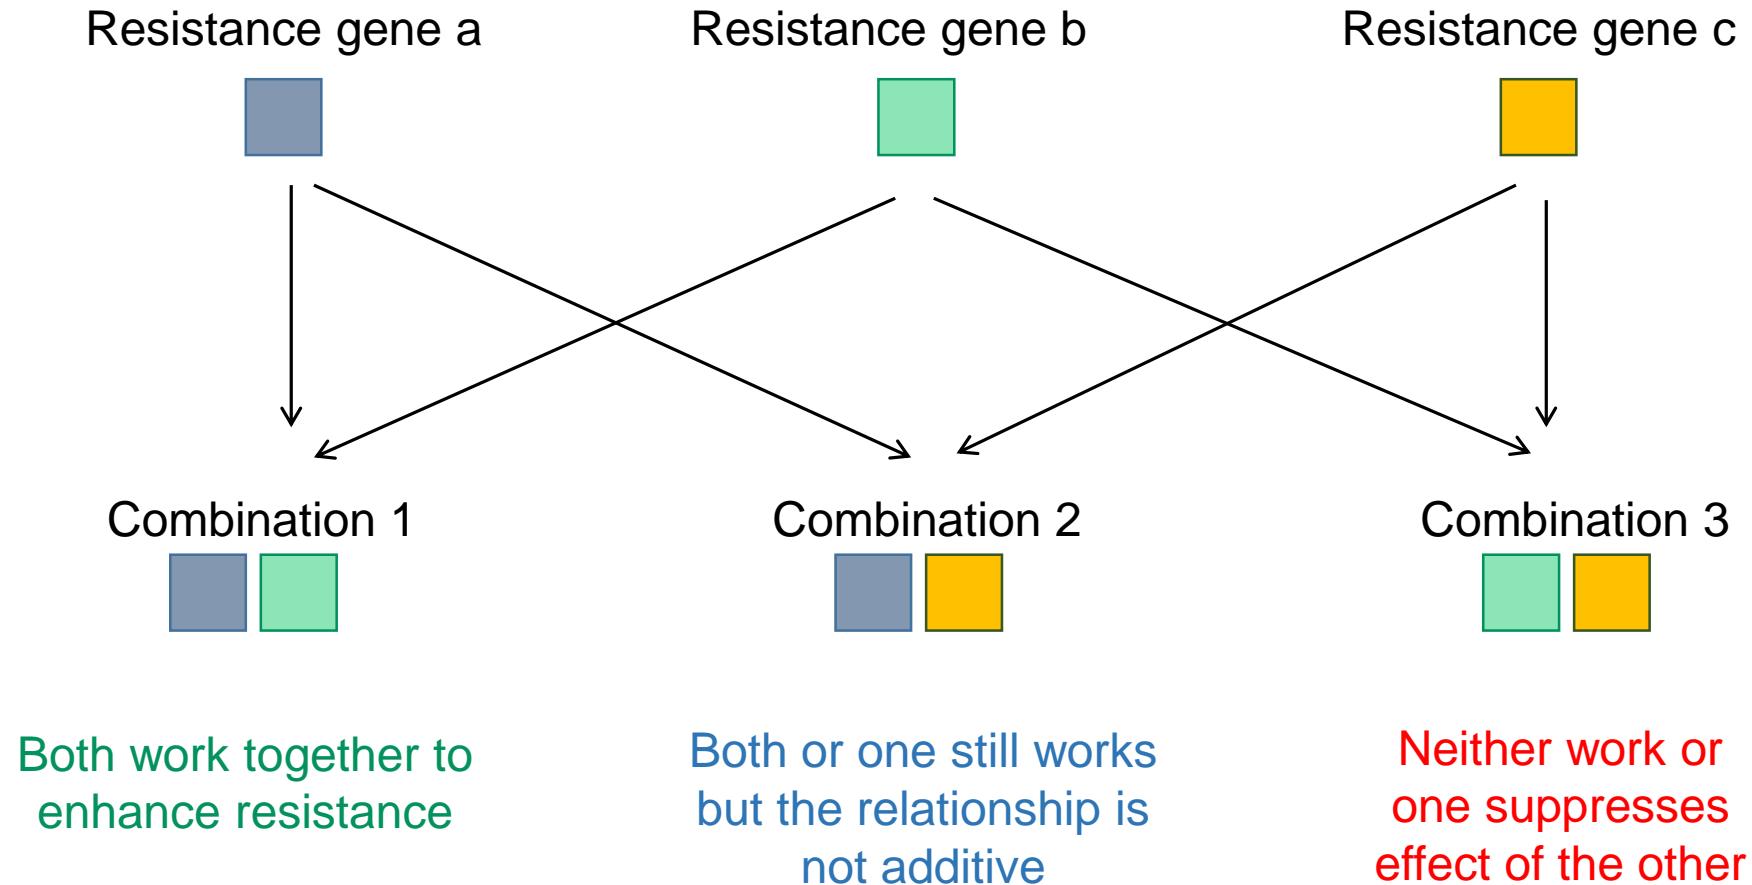 Resistance gene a
Resistance gene b
Resistance gene c
Combination 1
Combination 2
Combination 3
Both work together to
enhance resistance
Both or one still works
but the relationship is
not additive
Neither work or
one suppresses
effect of the other